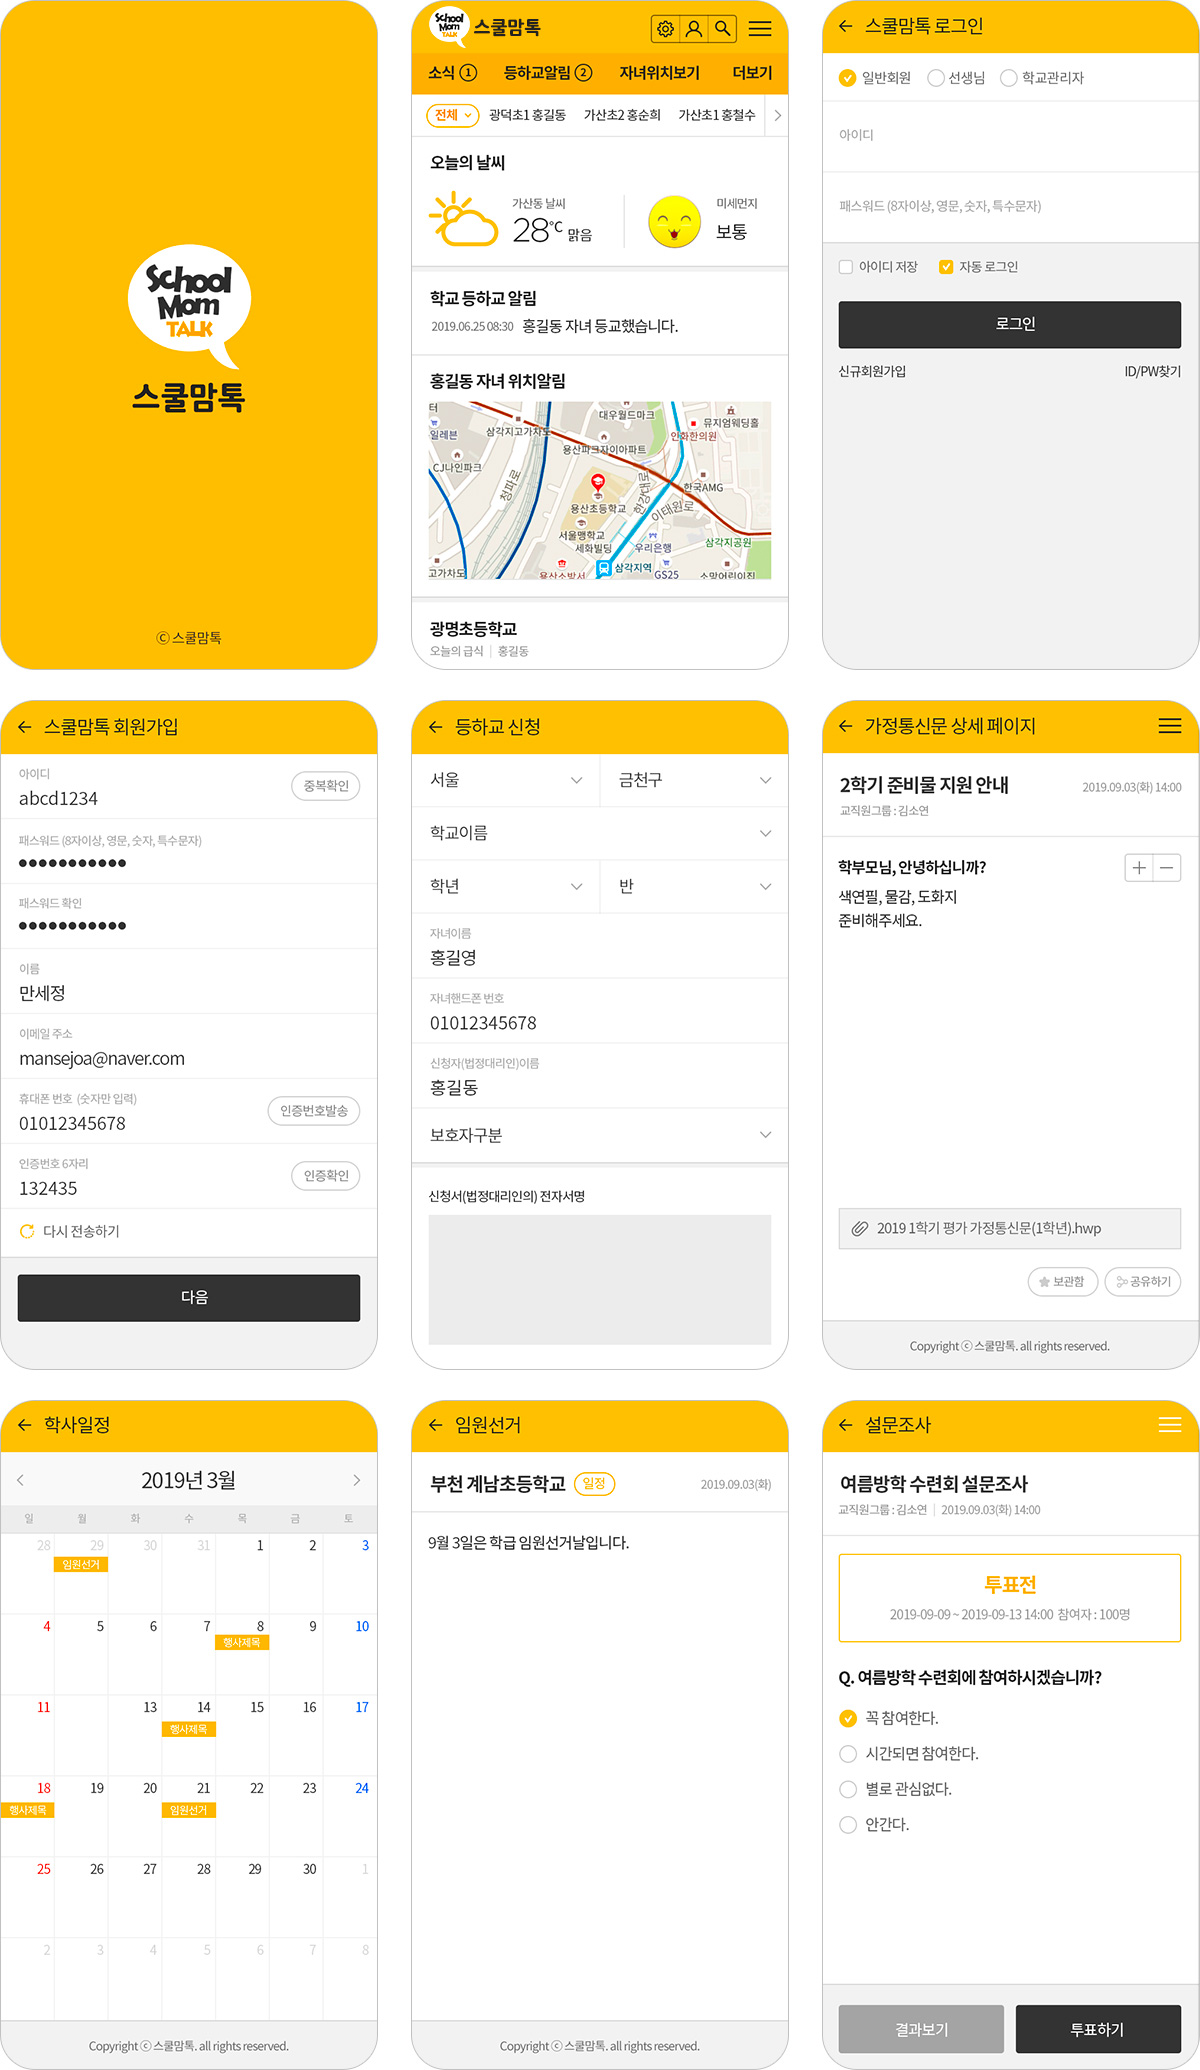 School
Mom
TALK
스쿨맘톡
ⓒ 스쿨맘톡
School
Mom
TALK
스쿨맘톡
소식 1 등하교알림 2 자녀위치보기 더보기
전체 광덕초1 홍길동 가산초2 홍순희 가산초1 홍철수
오늘의 날씨
가산동 날씨
28℃ 맑음
미세먼지
보통
학교 등하교 알림
2019.06.25 08:30 홍길동 자녀 등교했습니다.
홍길동 자녀 위치알림
터
대우월드마크
일레븐
삼각지고가차도
뮤지엄웨딩홀
안화한의원
용산파크자이아파트
CJ나인파크
청파로
한강대로
한국AMG
용산초등학교
이태원로
서울맹학교
세화빌딩
우리은행
삼각지공원
고가차도
용산소방서
삼각지역
GS25
소망어린이집
광명초등학교
오늘의 급식 | 홍길동
스쿨맘톡 로그인
일반회원 선생님 학교관리자
아이디
패스워드 (8자이상, 영문, 숫자, 특수문자)
아이디 저장 자동 로그인
로그인
신규회원가입 ID/PW찾기
스쿨맘톡 회원가입
아이디
abcd1234 중복확인
패스워드 (8자이상, 영문, 숫자, 특수문자)
●●●●●●●●●●●
패스워드 확인
●●●●●●●●●●●
이름
만세정
이메일 주소
mansejoa@naver.com
휴대폰 번호 (숫자만 입력)
01012345678 인증번호발송
인증번호 6자리
132435 인증확인
다시 전송하기
다음
등하교 신청
서울 금천구
학교이름
학년 반
자녀이름
홍길영
자녀핸드폰 번호
01012345678
신청자(법정대리인)이름
홍길동
보호자구분
신청서(법정대리인의) 전자서명
가정통신문 상세 페이지
2학기 준비물 지원 안내 2019.09.03(화) 14:00
교직원그룹 : 김소연
학부모님, 안녕하십니까?
색연필, 물감, 도화지
준비해주세요.
2019 1학기 평가 가정통신문(1학년).hwp
보관함 공유하기
Copyright ⓒ 스쿨맘톡. all rights reserved.
학사일정
2019년 3월
일 월 화 수 목 금 토
28 29 30 31 1 2 3
임원선거
4 5 6 7 8 9 10
행사제목
11 13 14 15 16 17
행사제목
18 19 20 21 22 23 24
행사제목 임원선거
25 26 27 28 29 30 1
2 3 4 5 6 7 8
Copyright ⓒ 스쿨맘톡. all rights reserved.
임원선거
부천 계남초등학교 일정 2019.09.03(화)
9월 3일은 학급 임원선거날입니다.
Copyright ⓒ 스쿨맘톡. all rights reserved.
설문조사
여름방학 수련회 설문조사
교직원그룹 : 김소연 | 2019.09.03(화) 14:00
투표전
2019-09-09 ~ 2019-09-13 14:00 참여자 : 100명
Q. 여름방학 수련회에 참여하시겠습니까?
꼭 참여한다.
시간되면 참여한다.
별로 관심없다.
안간다.
결과보기 투표하기